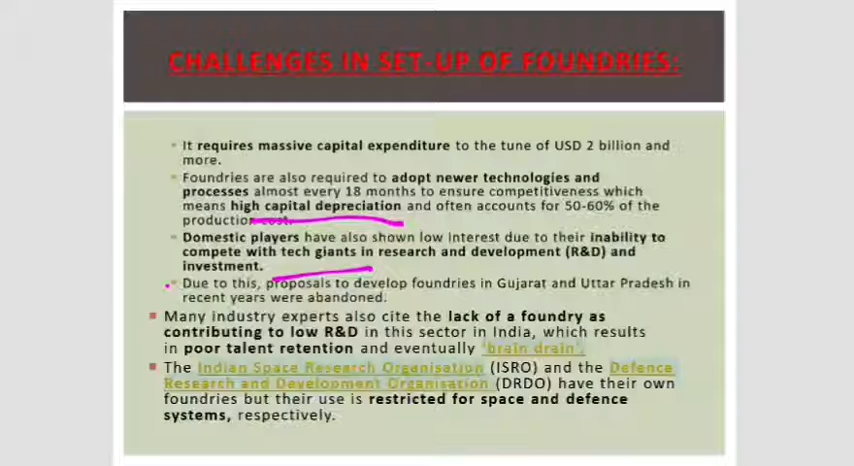 CHALLENGES IN SET-UP OF FOUNDRIES:
It requires massive capital expenditure to the tune of USD 2 billion and
more.
Foundries are also required to adopt newer technologies and
processes almost every 18 months to ensure competitiveness which
means high capital depreciation and often accounts for 50-60% of the
production cost.
Domestic players have also shown low interest due to their inability to
compete with tech giants in research and development (R&D) and
investment.
Due to this, proposals to develop foundries in Gujarat and Uttar Pradesh in
recent years were abandoned.
Many industry experts also cite the lack of a foundry as
contributing to low R&D in this sector in India, which results
in poor talent retention and eventually 'brain drain'.
The Indian Space Research Organisation (ISRO) and the Defence
Research and Development Organisation (DRDO) have their own
foundries but their use is restricted for space and defence
systems, respectively.